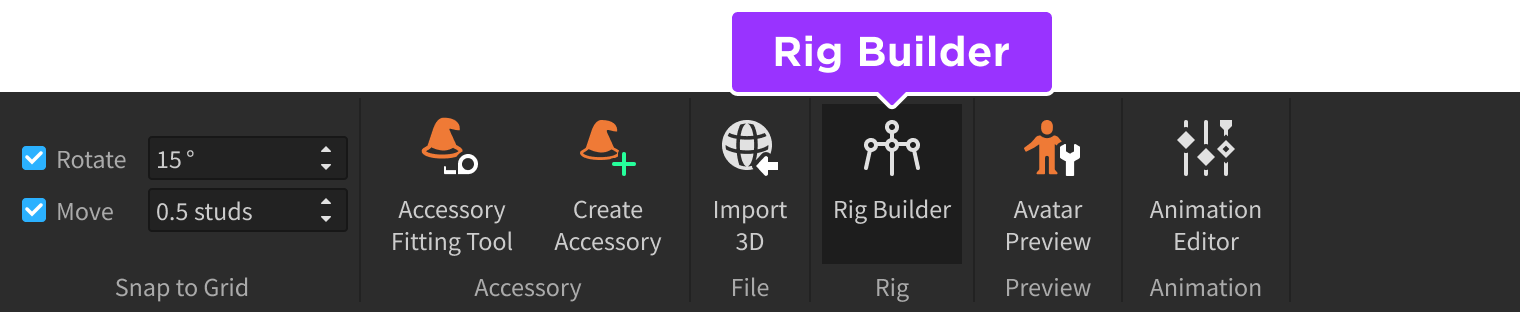 Rig Builder
Rotate
15 °
Move
0.5 studs
Snap to Grid
Accessory
Fitting Tool
Create
Accessory
Accessory
Import
3D
File
Rig Builder
Rig
Avatar
Preview
Preview
Animation
Editor
Animation